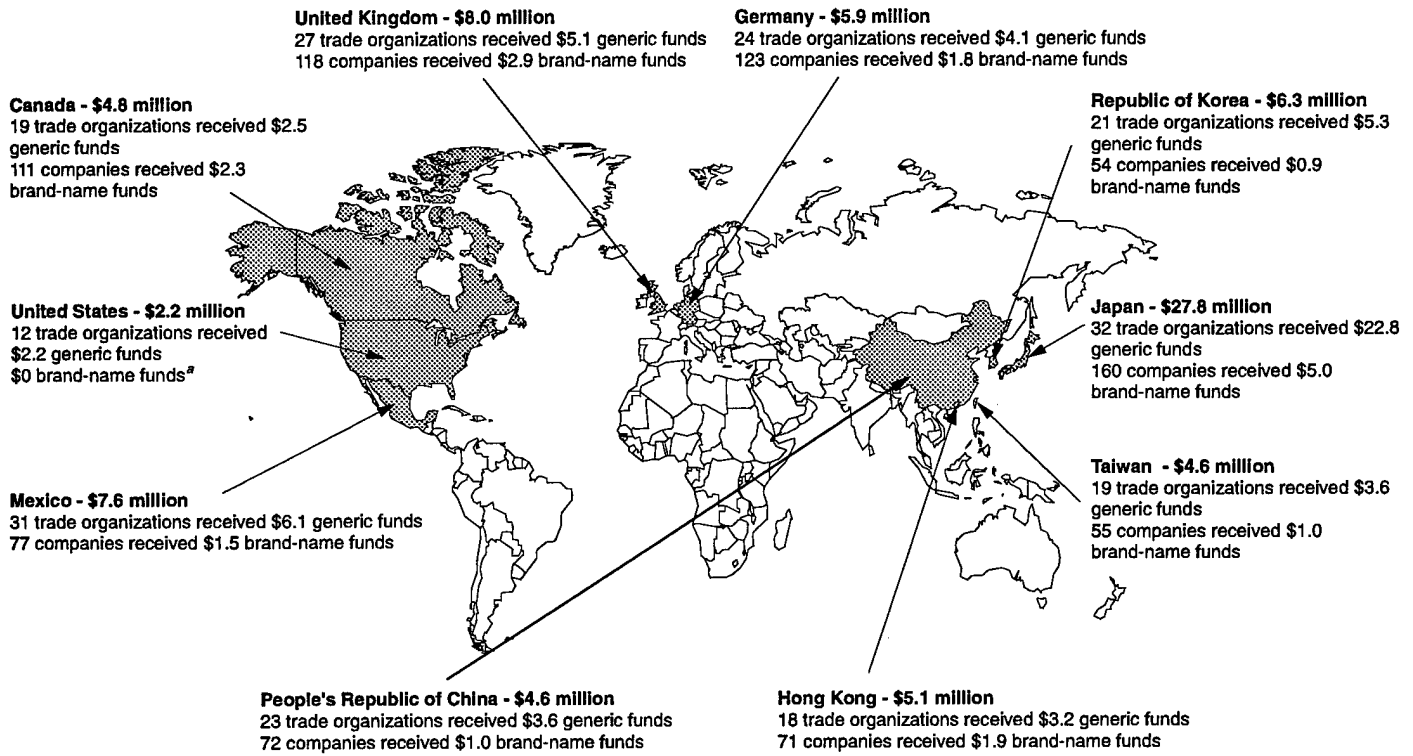 United Kingdom - $8.0 million
27 trade organizations received $5.1 generic funds
118 companies received $2.9 brand-name funds
Germany - $5.9 million
24 trade organizations received $4.1 generic funds
123 companies received $1.8 brand-name funds
Canada - $4.8 million
19 trade organizations received $2.5
generic funds
111 companies received $2.3
brand-name funds
Republic of Korea - $6.3 million
21 trade organizations received $5.3
generic funds
54 companies received $0.9
brand-name funds
United States - $2.2 million
12 trade organizations received
$2.2 generic funds
$0 brand-name fundsᵃ
Japan - $27.8 million
32 trade organizations received $22.8
generic funds
160 companies received $5.0
brand-name funds
Mexico - $7.6 million
31 trade organizations received $6.1 generic funds
77 companies received $1.5 brand-name funds
Taiwan - $4.6 million
19 trade organizations received $3.6
generic funds
55 companies received $1.0
brand-name funds
People's Republic of China - $4.6 million
23 trade organizations received $3.6 generic funds
72 companies received $1.0 brand-name funds
Hong Kong - $5.1 million
18 trade organizations received $3.2 generic funds
71 companies received $1.9 brand-name funds